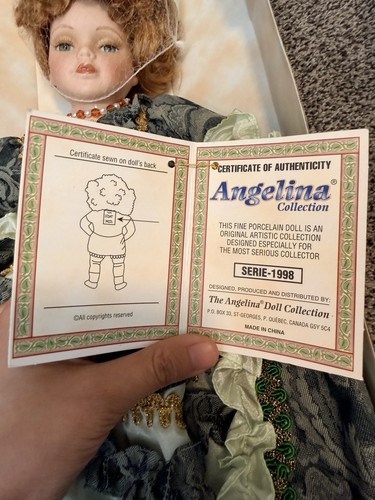 Certificate sewn on doll's back
©All rights reserved
CERTIFICATE OF AUTHENTICITY
Angelina®
Collection
THIS FINE PORCELAIN DOLL IS AN
ORIGINAL ARTISTIC COLLECTION
DESIGNED ESPECIALLY FOR
THE MOST SERIOUS COLLECTOR
SERIE-1998
DESIGNED, PRODUCED AND DISTRIBUTED BY:
The Angelina® Doll Collection
P.O. BOX 33, ST-GEORGES, P. QUÉBEC, CANADA G5Y 5C4
MADE IN CHINA